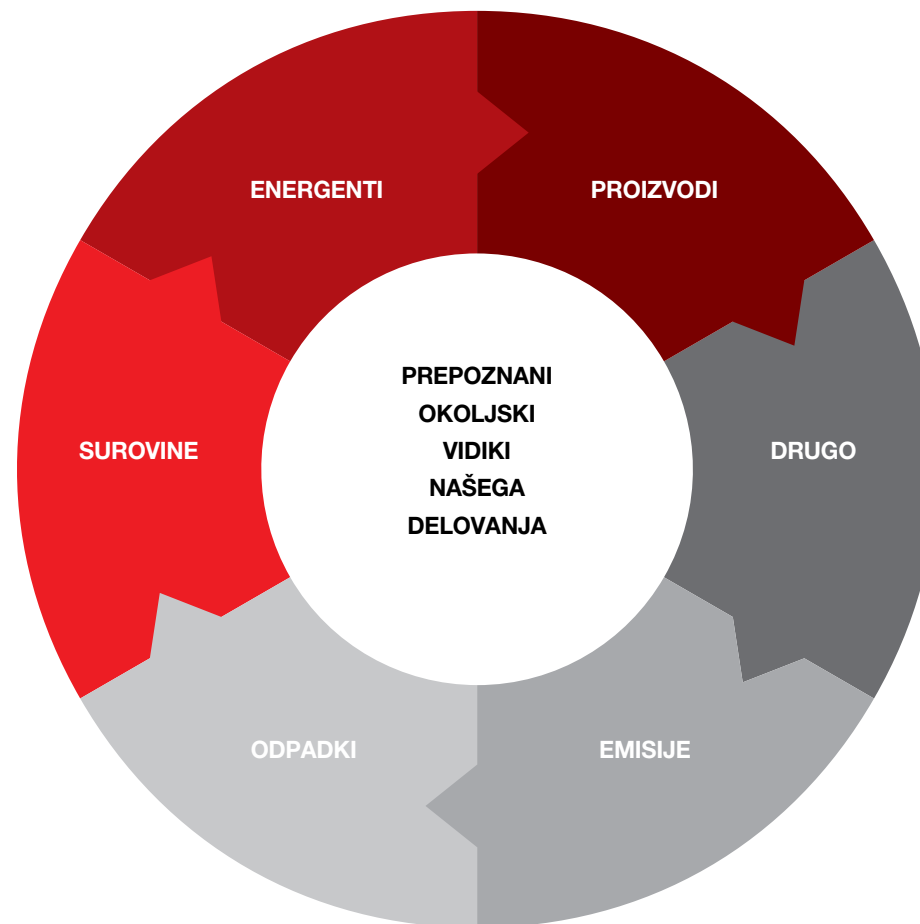 ENERGENTI
PROIZVODI
SUROVINE
PREPOZNANI
OKOLJSKI
VIDIKI
NAŠEGA
DELOVANJA
DRUGO
ODPADKI
EMISIJE